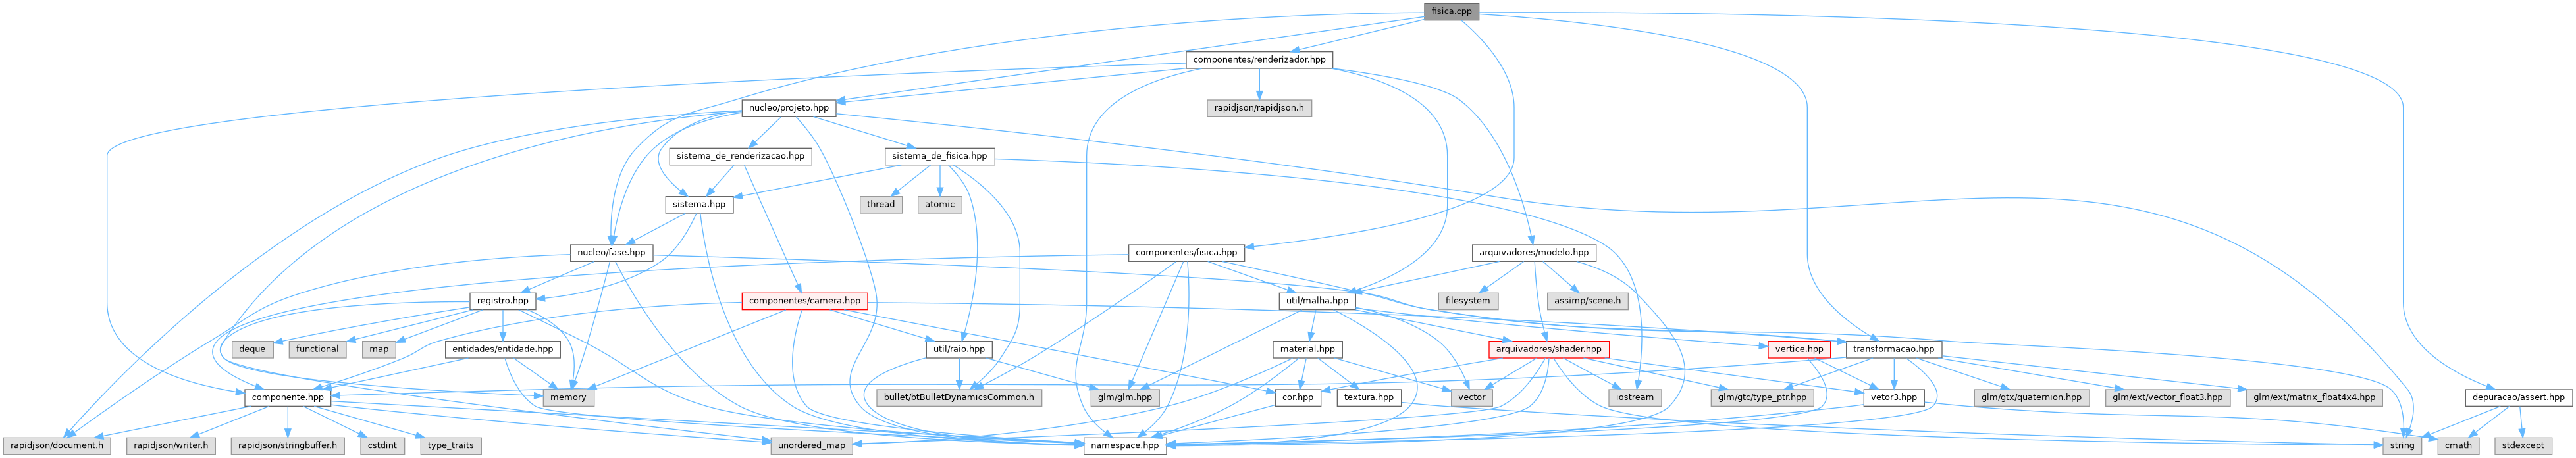 fisica.cpp
componentes/renderizador.hpp
nucleo/projeto.hpp
rapidjson/rapidjson.h
sistema_de_renderizacao.hpp
sistema_de_fisica.hpp
sistema.hpp
thread
atomic
nucleo/fase.hpp
componentes/fisica.hpp
arquivadores/modelo.hpp
registro.hpp
componentes/camera.hpp
util/malha.hpp
filesystem
assimp/scene.h
deque
functional
map
entidades/entidade.hpp
util/raio.hpp
material.hpp
arquivadores/shader.hpp
vertice.hpp
transformacao.hpp
componente.hpp
memory
bullet/btBulletDynamicsCommon.h
glm/glm.hpp
cor.hpp
textura.hpp
vector
iostream
glm/gtc/type_ptr.hpp
vetor3.hpp
glm/gtx/quaternion.hpp
glm/ext/vector_float3.hpp
glm/ext/matrix_float4x4.hpp
depuracao/assert.hpp
rapidjson/document.h
rapidjson/writer.h
rapidjson/stringbuffer.h
cstdint
type_traits
unordered_map
namespace.hpp
string
cmath
stdexcept